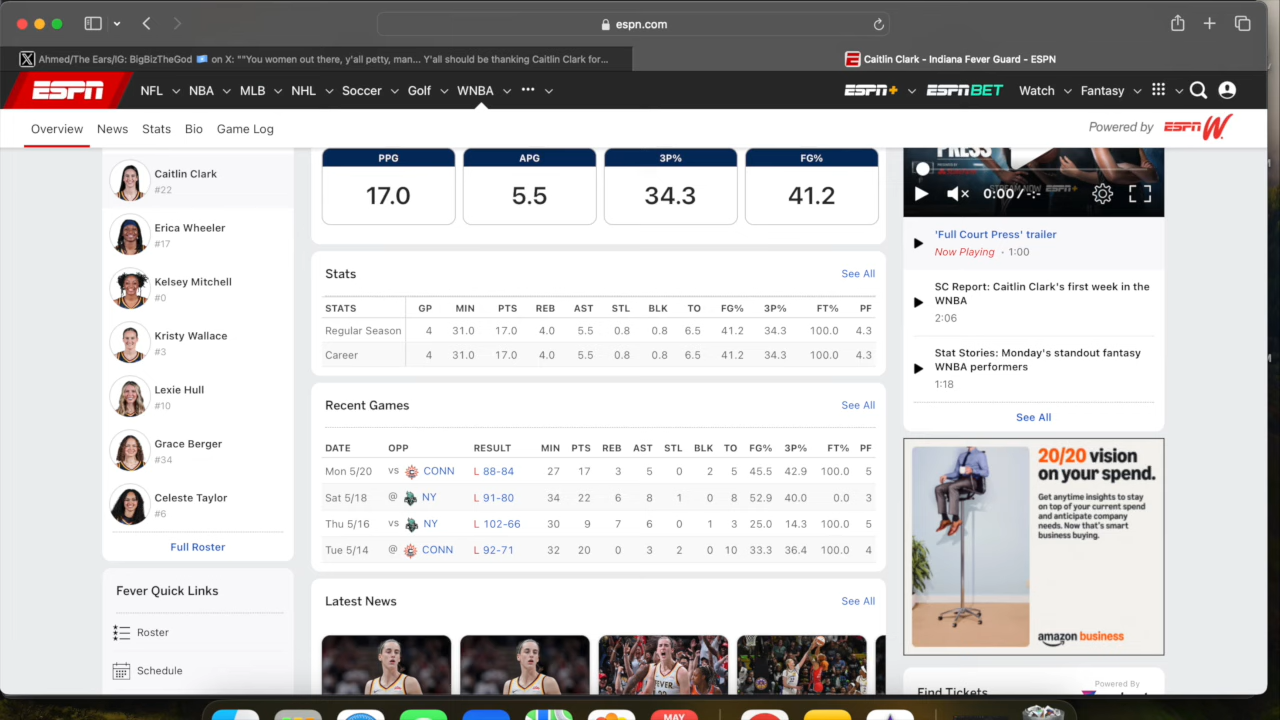 espn.com
Ahmed/The Ears/IG: BigBizTheGod on X: ""You women out there, y'all petty, man... Y'all should be thanking Caitlin Clark for...
Caitlin Clark - Indiana Fever Guard - ESPN
ESPN NFL NBA MLB NHL Soccer Golf WNBA ESPN+ ESPN BET Watch Fantasy
Overview News Stats Bio Game Log
Powered by ESPN W
Caitlin Clark
#22
Erica Wheeler
#17
Kelsey Mitchell
#0
Kristy Wallace
#3
Lexie Hull
#10
Grace Berger
#34
Celeste Taylor
#6
Full Roster
Fever Quick Links
Roster
Schedule
PPG APG 3P% FG%
17.0 5.5 34.3 41.2
Stats See All
STATS GP MIN PTS REB AST STL BLK TO FG% 3P% FT% PF
Regular Season 4 31.0 17.0 4.0 5.5 0.8 0.8 6.5 41.2 34.3 100.0 4.3
Career 4 31.0 17.0 4.0 5.5 0.8 0.8 6.5 41.2 34.3 100.0 4.3
Recent Games See All
DATE OPP RESULT MIN PTS REB AST STL BLK TO FG% 3P% FT% PF
Mon 5/20 vs CONN L 88-84 27 17 3 5 0 2 5 45.5 42.9 100.0 5
Sat 5/18 @ NY L 91-80 34 22 6 8 1 0 8 52.9 40.0 0.0 3
Thu 5/16 vs NY L 102-66 30 9 7 6 0 1 3 25.0 14.3 100.0 5
Tue 5/14 @ CONN L 92-71 32 20 0 3 2 0 10 33.3 36.4 100.0 4
Latest News See All
FEVER
22
PRESS
STREAM NOW ESPN+
0:00 / -:-
'Full Court Press' trailer
Now Playing · 1:00
SC Report: Caitlin Clark's first week in the
WNBA
2:06
Stat Stories: Monday's standout fantasy
WNBA performers
1:18
See All
20/20 vision
on your spend.
Get anytime insights to stay
on top of your current spend
and anticipate company
needs. Now that's smart
business buying.
amazon business
Powered By
Find Tickets
MAY